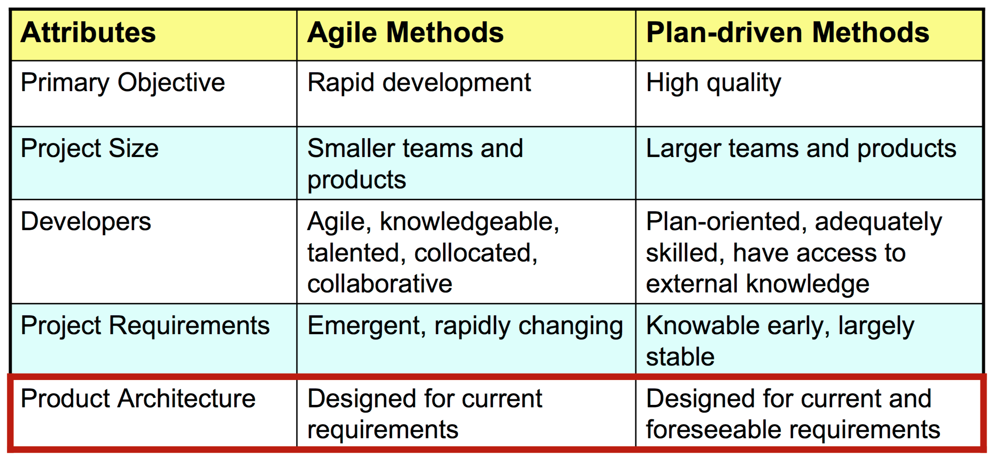 Attributes
Agile Methods
Plan-driven Methods
Primary Objective
Rapid development
High quality
Project Size
Smaller teams and
products
Larger teams and products
Developers
Agile, knowledgeable,
talented, collocated,
collaborative
Plan-oriented, adequately
skilled, have access to
external knowledge
Project Requirements
Emergent, rapidly changing
Knowable early, largely
stable
Product Architecture
Designed for current
requirements
Designed for current and
foreseeable requirements